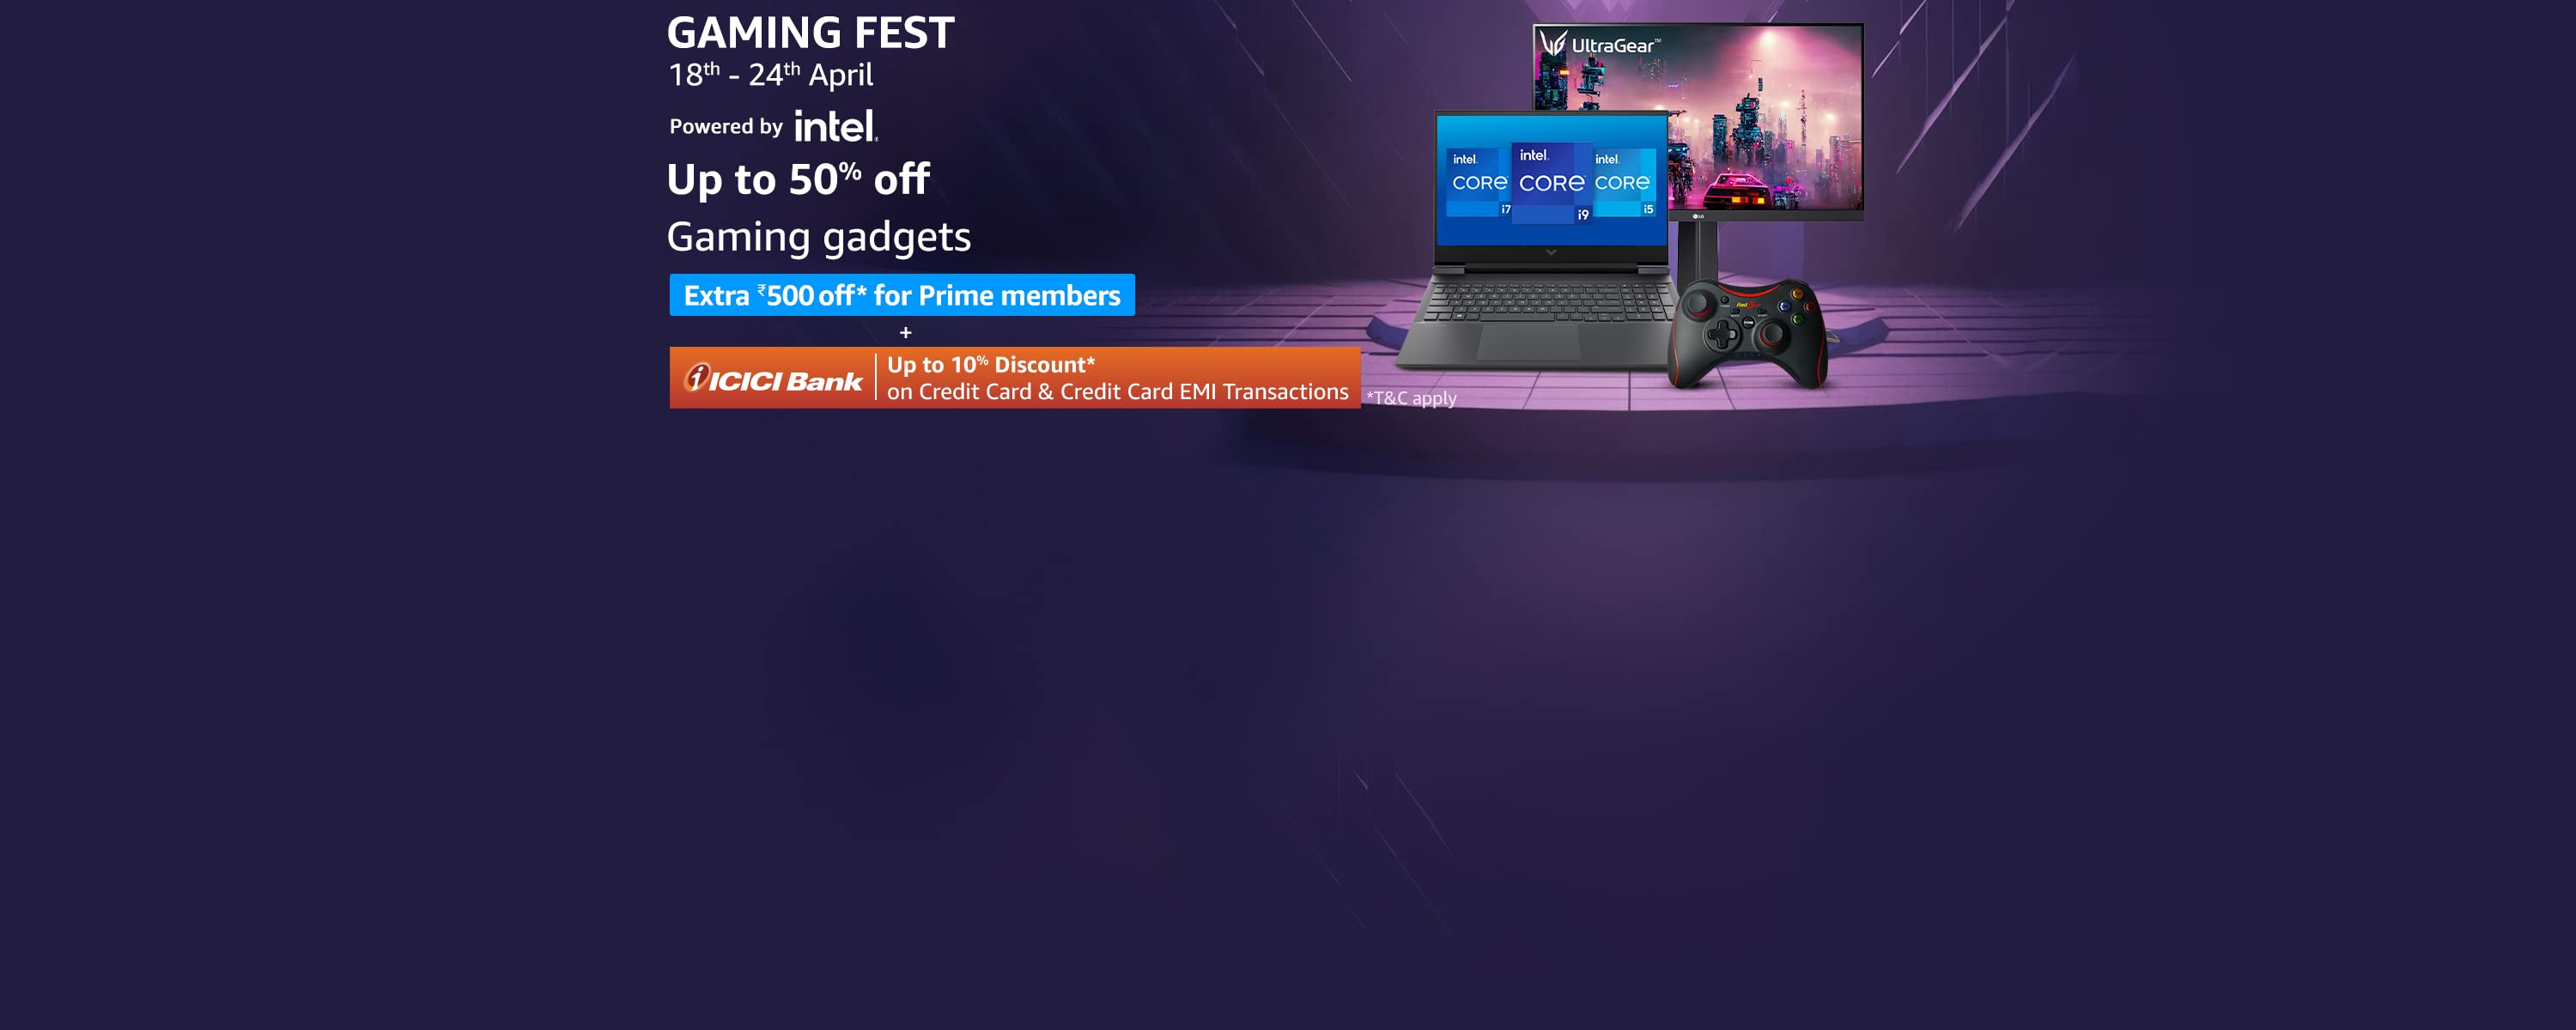 GAMING FEST
18th - 24th April
Powered by intel.
Up to 50% off
Gaming gadgets
Extra ₹500 off* for Prime members
+
ICICI Bank
Up to 10% Discount*
on Credit Card & Credit Card EMI Transactions
*T&C apply
UltraGear™
intel. CORE i7
intel. CORE i9
intel. CORE i5
LG